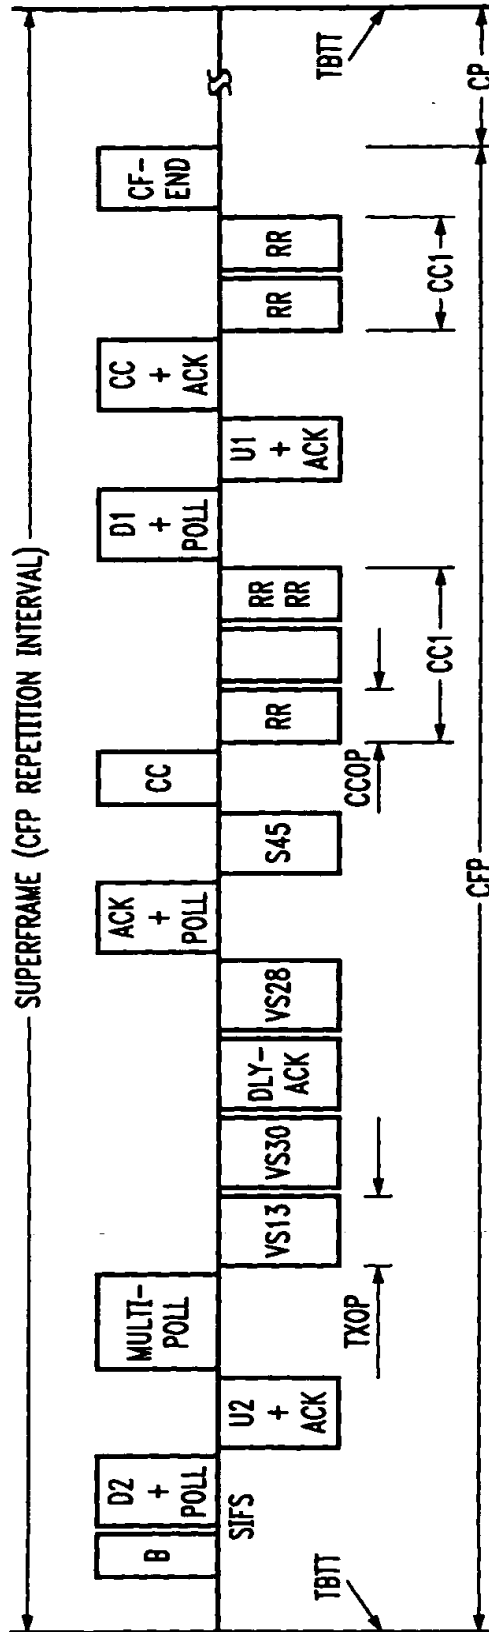 SUPERFRAME (CFP REPETITION INTERVAL)
B
D2
+
POLL
MULTI-
POLL
ACK
+
POLL
CC
D1
+
POLL
CC
+
ACK
CF-
END
SIFS
U2
+
ACK
VS13
VS30
DLY-
ACK
VS28
S45
RR
RR
RR
U1
+
ACK
RR
RR
TBTT
TXOP
CCOP
TBTT
CC1
CC1
CFP
CP